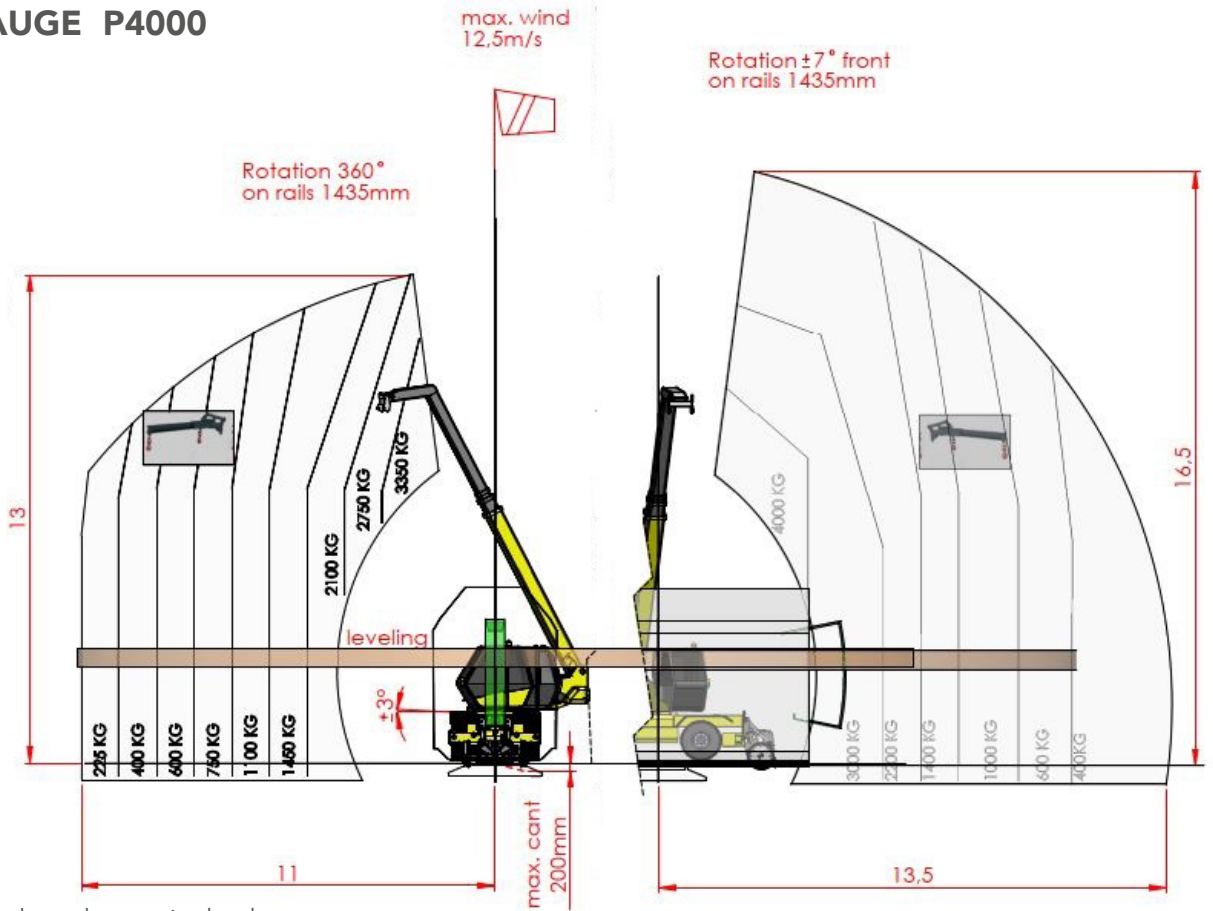 AUGE P4000
max. wind
12,5m/s
Rotation ±7° front
on rails 1435mm
Rotation 360°
on rails 1435mm
13
16,5
3350 KG
2750 KG
2100 KG
4000 KG
leveling
±3°
225 KG
400 KG
600 KG
750 KG
1100 KG
1450 KG
3000 KG
2200 KG
1400 KG
1000 KG
600 KG
400KG
max. cant
200mm
11
13,5